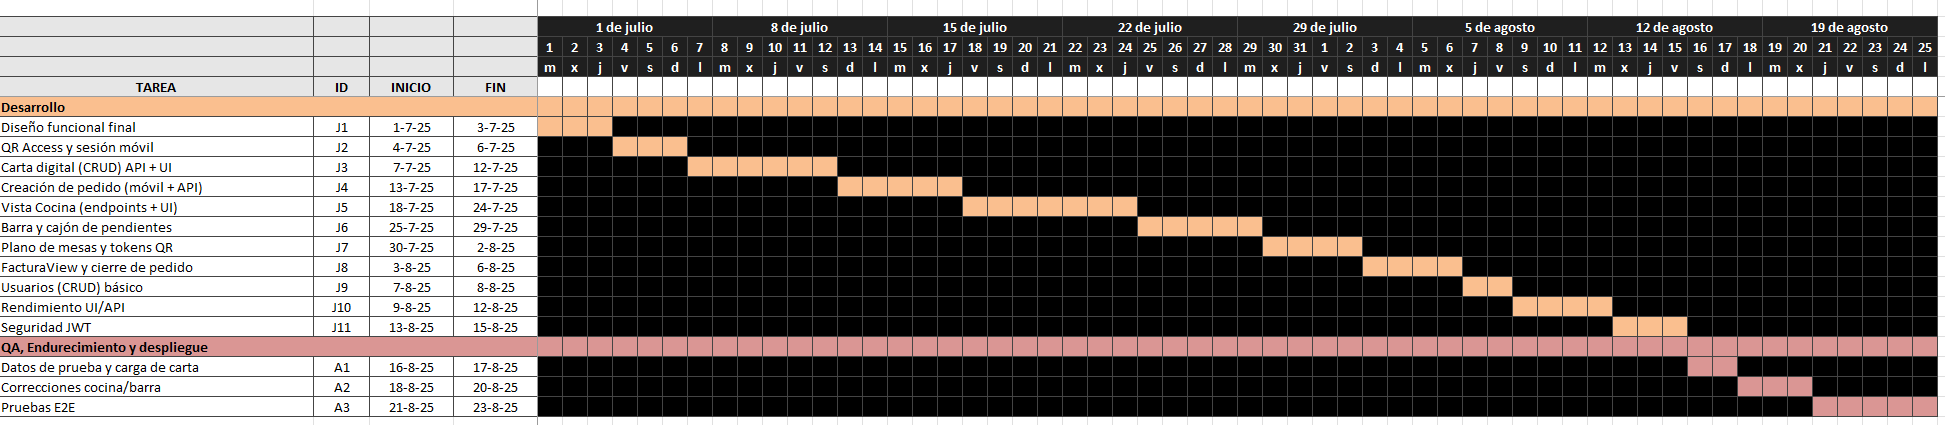 1 de julio 8 de julio 15 de julio 22 de julio 29 de julio 5 de agosto 12 de agosto 19 de agosto
1 2 3 4 5 6 7 8 9 10 11 12 13 14 15 16 17 18 19 20 21 22 23 24 25 26 27 28 29 30 31 1 2 3 4 5 6 7 8 9 10 11 12 13 14 15 16 17 18 19 20 21 22 23 24 25
m x j v s d l m x j v s d l m x j v s d l m x j v s d l m x j v s d l m x j v s d l m x j v s d l m x j v s d l
TAREA ID INICIO FIN
Desarrollo
Diseño funcional final J1 1-7-25 3-7-25
QR Access y sesión móvil J2 4-7-25 6-7-25
Carta digital (CRUD) API + UI J3 7-7-25 12-7-25
Creación de pedido (móvil + API) J4 13-7-25 17-7-25
Vista Cocina (endpoints + UI) J5 18-7-25 24-7-25
Barra y cajón de pendientes J6 25-7-25 29-7-25
Plano de mesas y tokens QR J7 30-7-25 2-8-25
FacturaView y cierre de pedido J8 3-8-25 6-8-25
Usuarios (CRUD) básico J9 7-8-25 8-8-25
Rendimiento UI/API J10 9-8-25 12-8-25
Seguridad JWT J11 13-8-25 15-8-25
QA, Endurecimiento y despliegue
Datos de prueba y carga de carta A1 16-8-25 17-8-25
Correcciones cocina/barra A2 18-8-25 20-8-25
Pruebas E2E A3 21-8-25 23-8-25